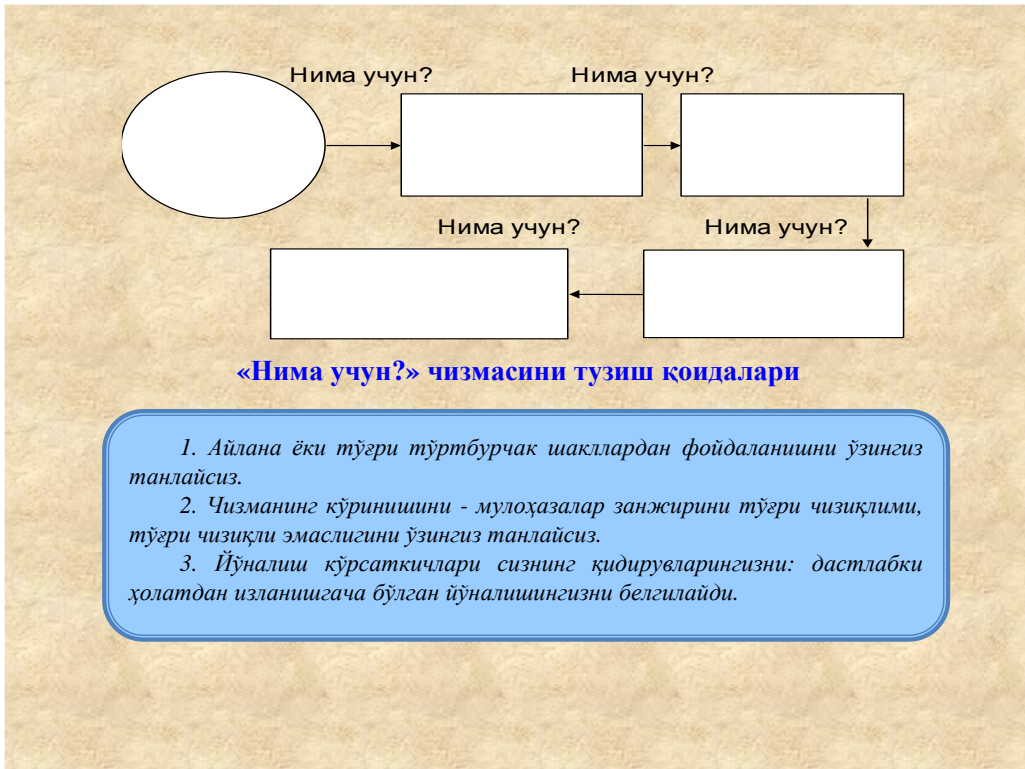 Нима учун? Нима учун?
Нима учун? Нима учун?
«Нима учун?» чизмасини тузиш қоидалари
1. Айлана ёки тўғри тўртбурчак шакллардан фойдаланишни ўзингиз
танлайсиз.
2. Чизманинг кўринишини - мулоҳазалар занжирини тўғри чизиқлими,
тўғри чизиқли эмаслигини ўзингиз танлайсиз.
3. Йўналиш кўрсаткичлари сизнинг қидирувларингизни: дастлабки
ҳолатдан изланишгача бўлган йўналишингизни белгилайди.